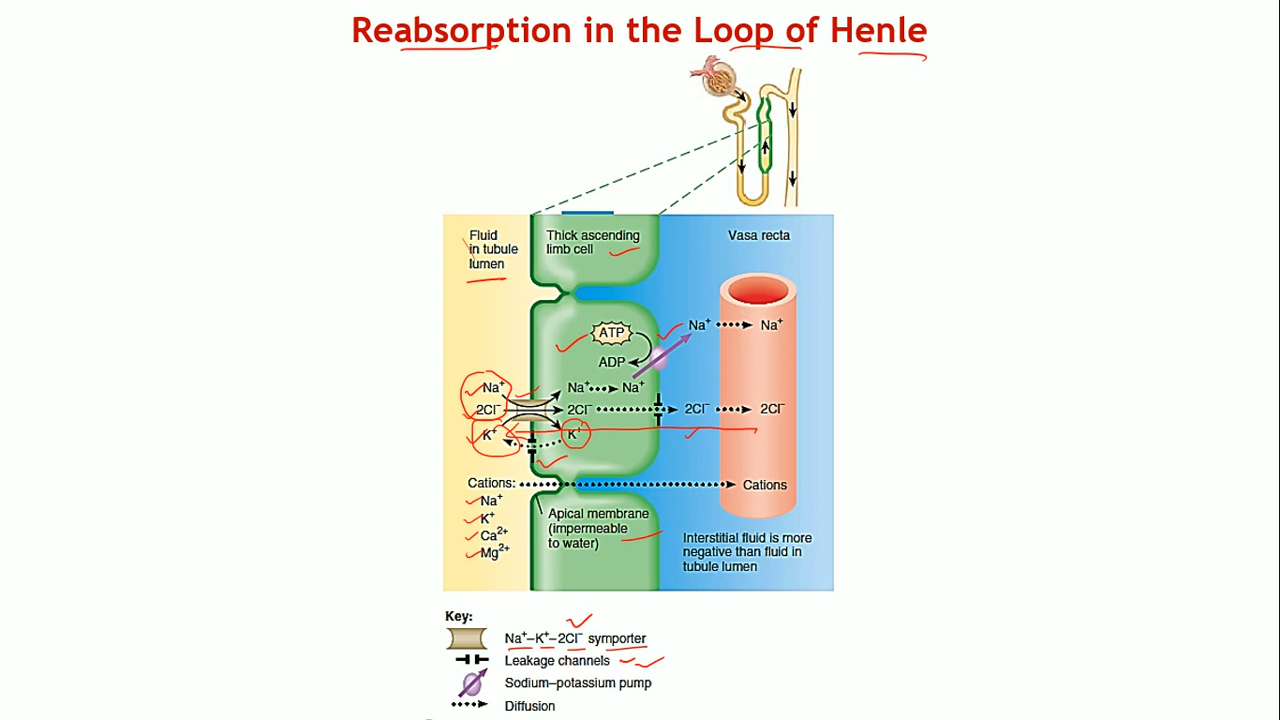 Reabsorption in the Loop of Henle
Fluid
in tubule
lumen
Thick ascending
limb cell
Vasa recta
ATP
ADP
Na⁺ Na⁺
Na⁺ Na⁺ Na⁺
2Cl⁻ 2Cl⁻ 2Cl⁻ 2Cl⁻
K⁺ K⁺
Cations: Cations
Na⁺
K⁺
Ca²⁺
Mg²⁺
Apical membrane
(impermeable
to water)
Interstitial fluid is more
negative than fluid in
tubule lumen
Key:
Na⁺–K⁺–2Cl⁻ symporter
Leakage channels
Sodium–potassium pump
Diffusion